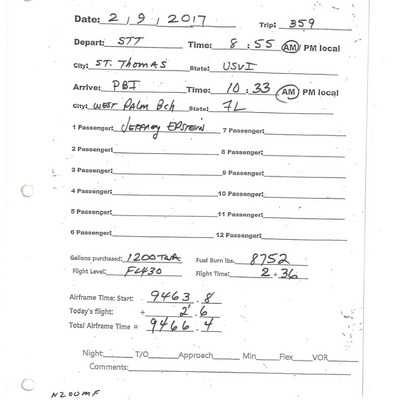 Date: 2 / 9 / 2017 Trip: 359
Depart: STT Time: 8 : 55 AM / PM local
City: ST. Thomas State: USVI
Arrive: PBI Time: 10 : 33 AM / PM local
City: WEST PALM Bch State: FL
1 Passenger: JEFFREY EPSTEIN 7 Passenger:
2 Passenger: 8 Passenger:
3 Passenger: 9 Passenger:
4 Passenger: 10 Passenger:
5 Passenger: 11 Passenger:
6 Passenger: 12 Passenger:
Gallons purchased: 1200 Fuel Burn lbs. 8752
Flight Level: FL430 Flight Time: 2 + 36
Airframe Time: Start: 9463 . 8
Today's flight: + 2 . 6
Total Airframe Time = 9466 . 4
Night: T/O Approach Min Flex VOR
Comments:
N200MF